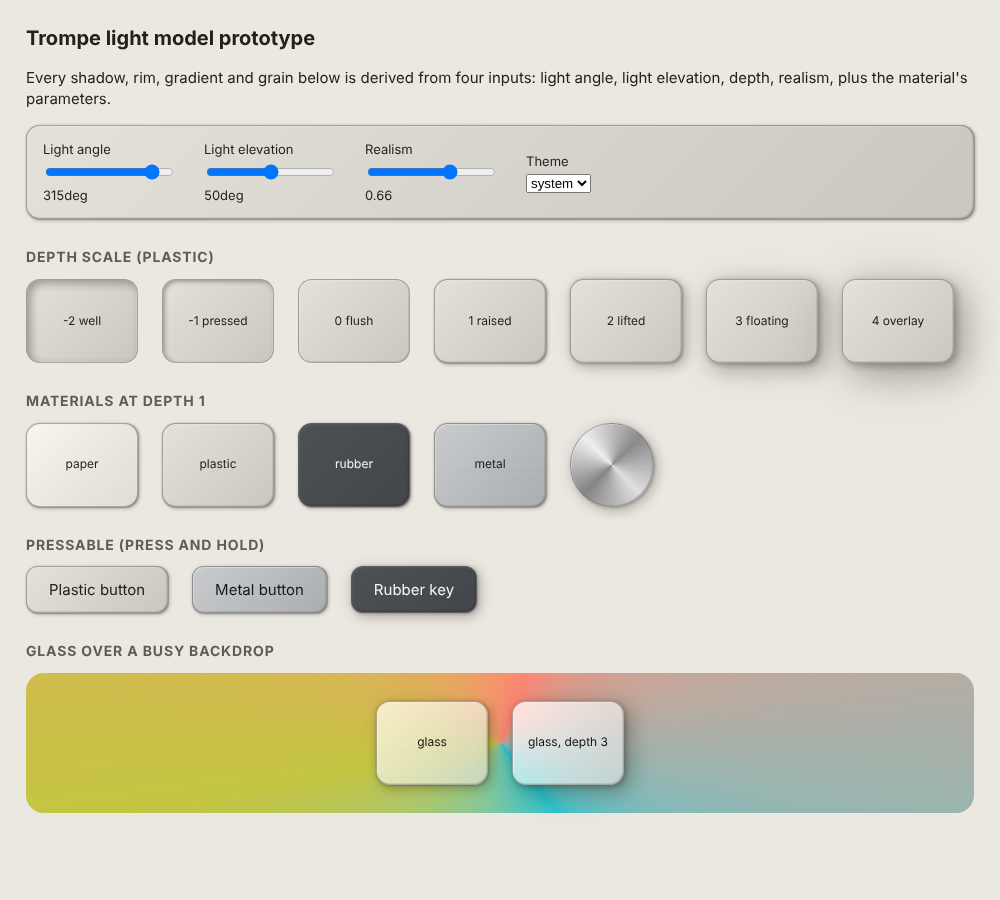 Trompe light model prototype
Every shadow, rim, gradient and grain below is derived from four inputs: light angle, light elevation, depth, realism, plus the material's
parameters.
Light angle
Light elevation
Realism
Theme
system
315deg
50deg
0.66
DEPTH SCALE (PLASTIC)
-2 well
-1 pressed
0 flush
1 raised
2 lifted
3 floating
4 overlay
MATERIALS AT DEPTH 1
paper
plastic
rubber
metal
PRESSABLE (PRESS AND HOLD)
Plastic button
Metal button
Rubber key
GLASS OVER A BUSY BACKDROP
glass
glass, depth 3